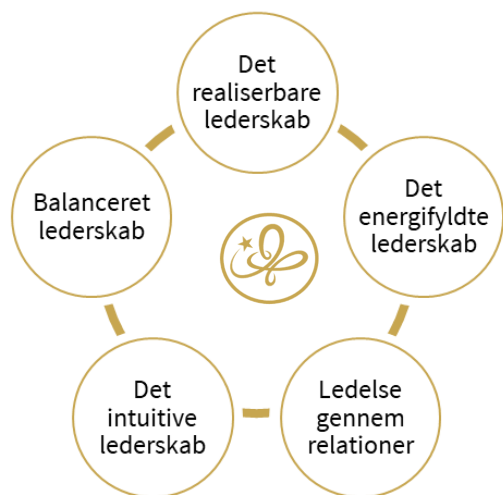 Det
realiserbare
lederskab
Det
energifyldte
lederskab
Ledelse
gennem
relationer
Det
intuitive
lederskab
Balanceret
lederskab